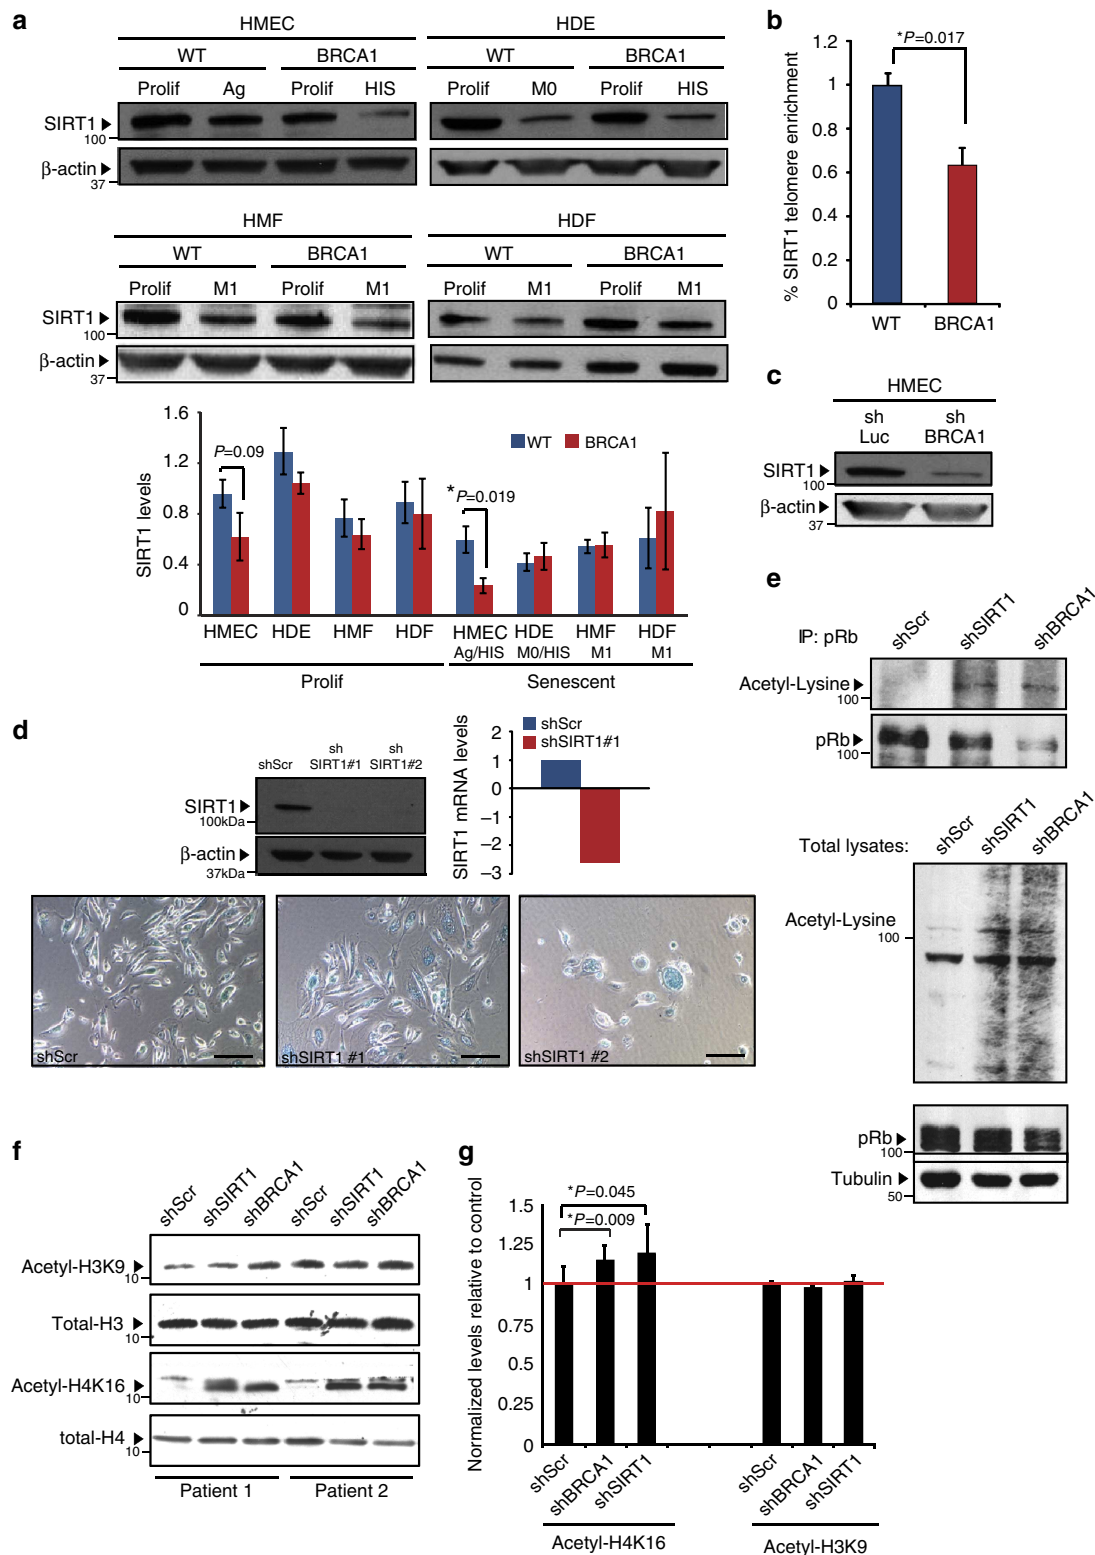 a
HMEC
WT
BRCA1
Prolif
Ag
Prolif
HIS
SIRT1
100
β-actin
37
HDE
WT
BRCA1
Prolif
M0
Prolif
HIS
HMF
WT
BRCA1
Prolif
M1
Prolif
M1
SIRT1
100
β-actin
37
HDF
WT
BRCA1
Prolif
M1
Prolif
M1
SIRT1 levels
1.6
1.2
0.8
0.4
0
WT
BRCA1
P=0.09
*P=0.019
HMEC
HDE
HMF
HDF
HMEC
Ag/HIS
HDE
M0/HIS
HMF
M1
HDF
M1
Prolif
Senescent
b
% SIRT1 telomere enrichment
1.2
1
0.8
0.6
0.4
0.2
0
*P=0.017
WT
BRCA1
c
HMEC
sh
Luc
sh
BRCA1
SIRT1
100
β-actin
37
d
shScr
sh
SIRT1#1
sh
SIRT1#2
SIRT1
100kDa
β-actin
37kDa
SIRT1 mRNA levels
2
1
0
–1
–2
–3
shScr
shSIRT1#1
shScr
shSIRT1 #1
shSIRT1 #2
e
IP: pRb
shScr
shSIRT1
shBRCA1
Acetyl-Lysine
100
pRb
100
Total lysates:
shScr
shSIRT1
shBRCA1
Acetyl-Lysine
100
pRb
100
Tubulin
50
f
shScr
shSIRT1
shBRCA1
shScr
shSIRT1
shBRCA1
Acetyl-H3K9
10
Total-H3
10
Acetyl-H4K16
10
total-H4
10
Patient 1
Patient 2
g
Normalized levels relative to control
1.5
1.25
1
0.75
0.5
0.25
0
*P=0.045
*P=0.009
shScr
shBRCA1
shSIRT1
shScr
shBRCA1
shSIRT1
Acetyl-H4K16
Acetyl-H3K9